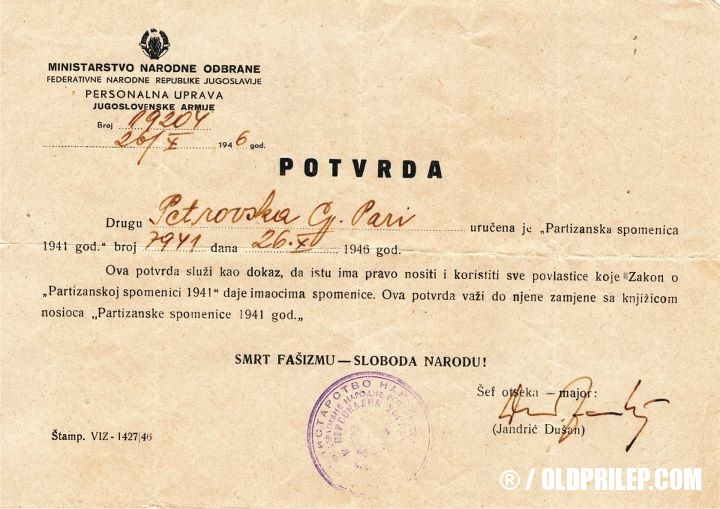 MINISTARSTVO NARODNE ODBRANE
FEDERATIVNE NARODNE REPUBLIKE JUGOSLAVIJE
PERSONALNA UPRAVA
JUGOSLOVENSKE ARMIJE
Broj 19204
26/X 1946 god.
POTVRDA
Drugu Petrovska Cj. Pari uručena je „Partizanska spomenica
1941 god.“ broj 7941 dana 26.X 1946 god.
Ova potvrda služi kao dokaz, da istu ima pravo nositi i koristiti sve povlastice koje Zakon o
„Partizanskoj spomenici 1941“ daje imaocima spomenice. Ova potvrda važi do njene zamjene sa knjižicom
nosioca „Partizanske spomenice 1941 god.„
SMRT FAŠIZMU — SLOBODA NARODU!
Šef otseka — major:
(Jandrić Dušan)
Štamp. VIZ - 1427|46
® / OLDPRILEP.COM